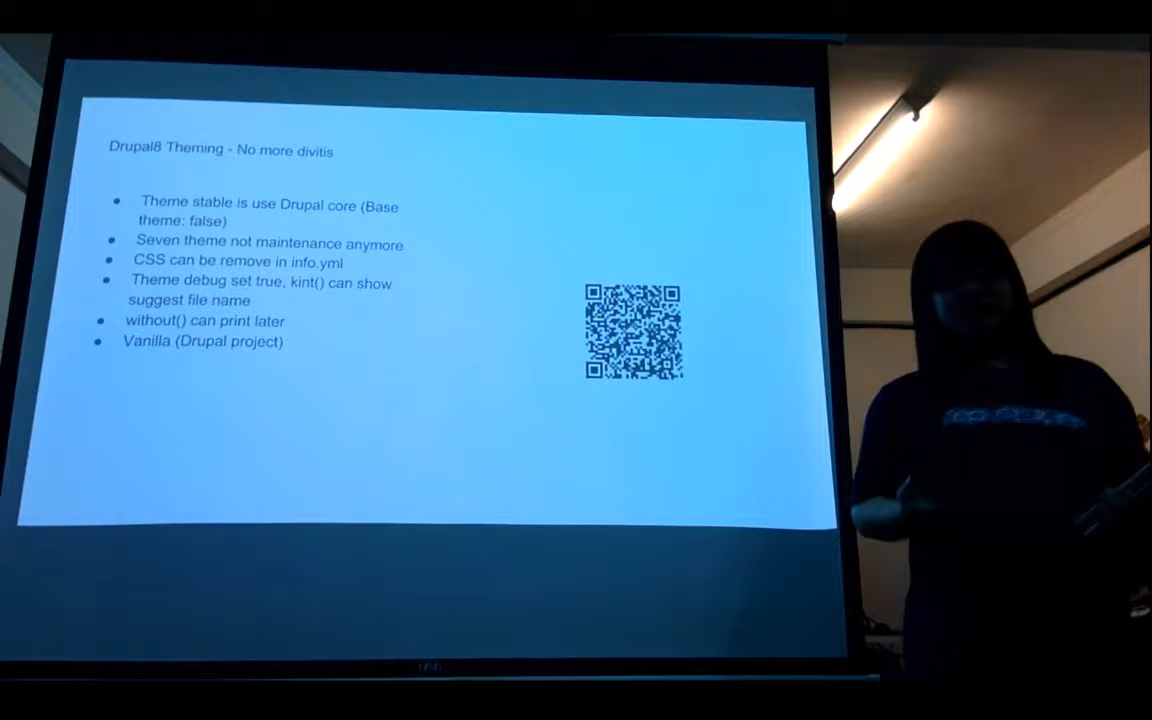 Drupal8 Theming - No more divitis
● Theme stable is use Drupal core (Base
theme: false)
● Seven theme not maintenance anymore
● CSS can be remove in info.yml
● Theme debug set true, kint() can show
suggest file name
● without() can print later
● Vanilla (Drupal project)